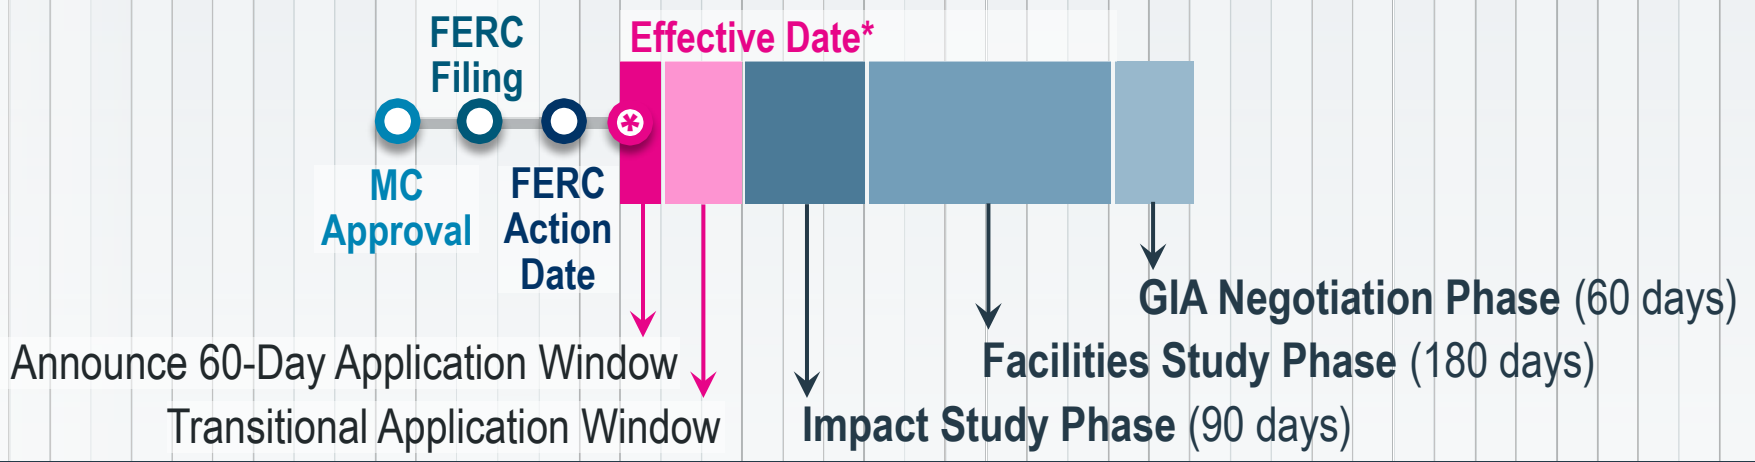 FERC
Filing
Effective Date*
*
MC
Approval
FERC
Action
Date
GIA Negotiation Phase (60 days)
Announce 60-Day Application Window
Facilities Study Phase (180 days)
Transitional Application Window
Impact Study Phase (90 days)